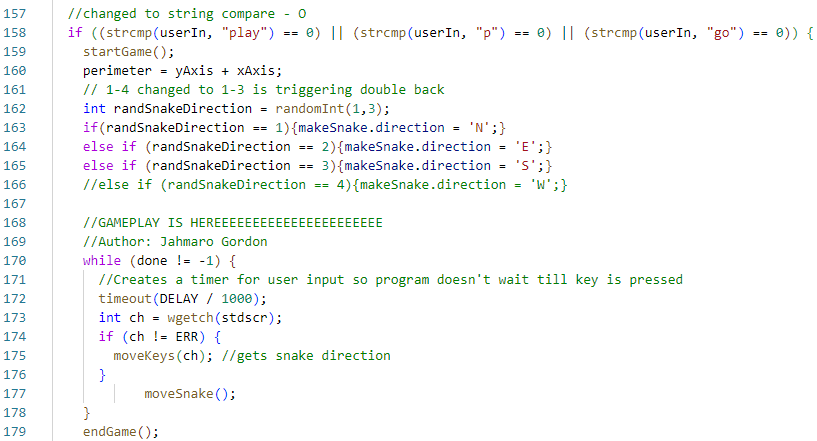 157 //changed to string compare - O
158 if ((strcmp(userIn, "play") == 0) || (strcmp(userIn, "p") == 0) || (strcmp(userIn, "go") == 0)) {
159 startGame();
160 perimeter = yAxis + xAxis;
161 // 1-4 changed to 1-3 is triggering double back
162 int randSnakeDirection = randomInt(1,3);
163 if(randSnakeDirection == 1){makeSnake.direction = 'N';}
164 else if (randSnakeDirection == 2){makeSnake.direction = 'E';}
165 else if (randSnakeDirection == 3){makeSnake.direction = 'S';}
166 //else if (randSnakeDirection == 4){makeSnake.direction = 'W';}
167
168 //GAMEPLAY IS HEREEEEEEEEEEEEEEEEEEEEEEE
169 //Author: Jahmaro Gordon
170 while (done != -1) {
171 //Creates a timer for user input so program doesn't wait till key is pressed
172 timeout(DELAY / 1000);
173 int ch = wgetch(stdscr);
174 if (ch != ERR) {
175 moveKeys(ch); //gets snake direction
176 }
177 moveSnake();
178 }
179 endGame();